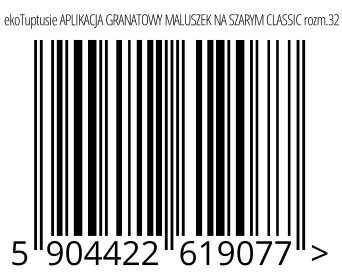 ekoTuptusie APLIKACJA GRANATOWY MALUSZEK NA SZARYM CLASSIC rozm.32
5 904422 619077 >